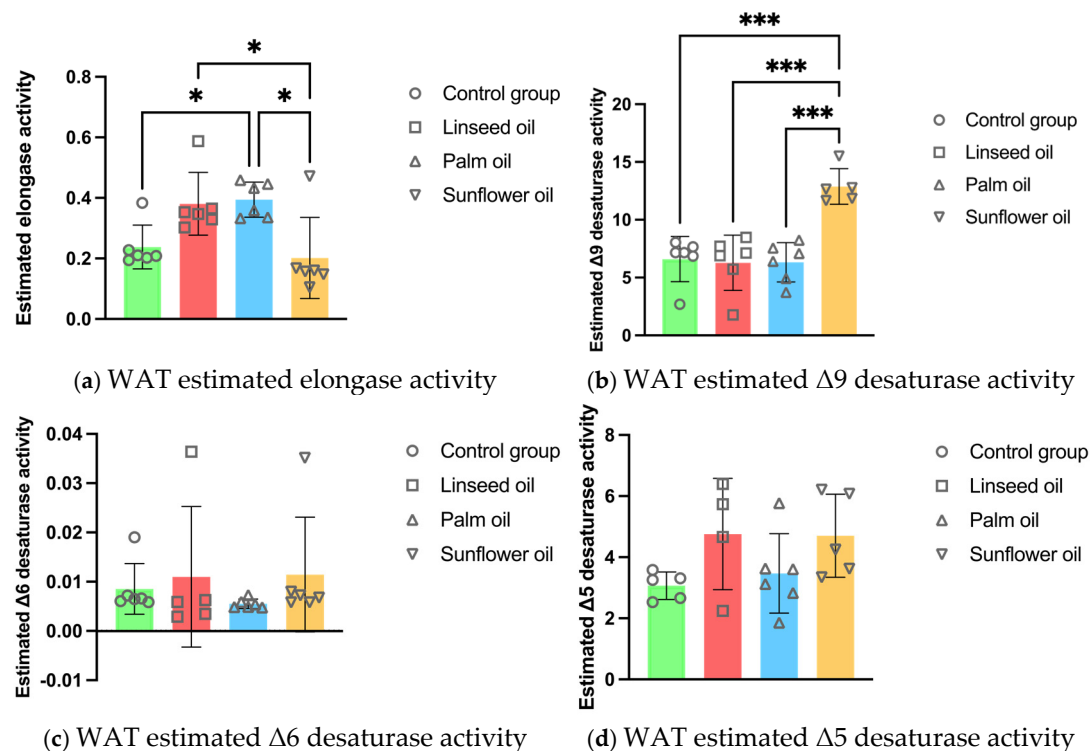 * * *
Estimated elongase activity
0.8
0.6
0.4
0.2
0.0
Control group
Linseed oil
Palm oil
Sunflower oil
(a) WAT estimated elongase activity
*** *** ***
Estimated Δ9 desaturase activity
20
15
10
5
0
Control group
Linseed oil
Palm oil
Sunflower oil
(b) WAT estimated Δ9 desaturase activity
Estimated Δ6 desaturase activity
0.04
0.03
0.02
0.01
0.00
-0.01
Control group
Linseed oil
Palm oil
Sunflower oil
(c) WAT estimated Δ6 desaturase activity
Estimated Δ5 desaturase activity
8
6
4
2
0
Control group
Linseed oil
Palm oil
Sunflower oil
(d) WAT estimated Δ5 desaturase activity